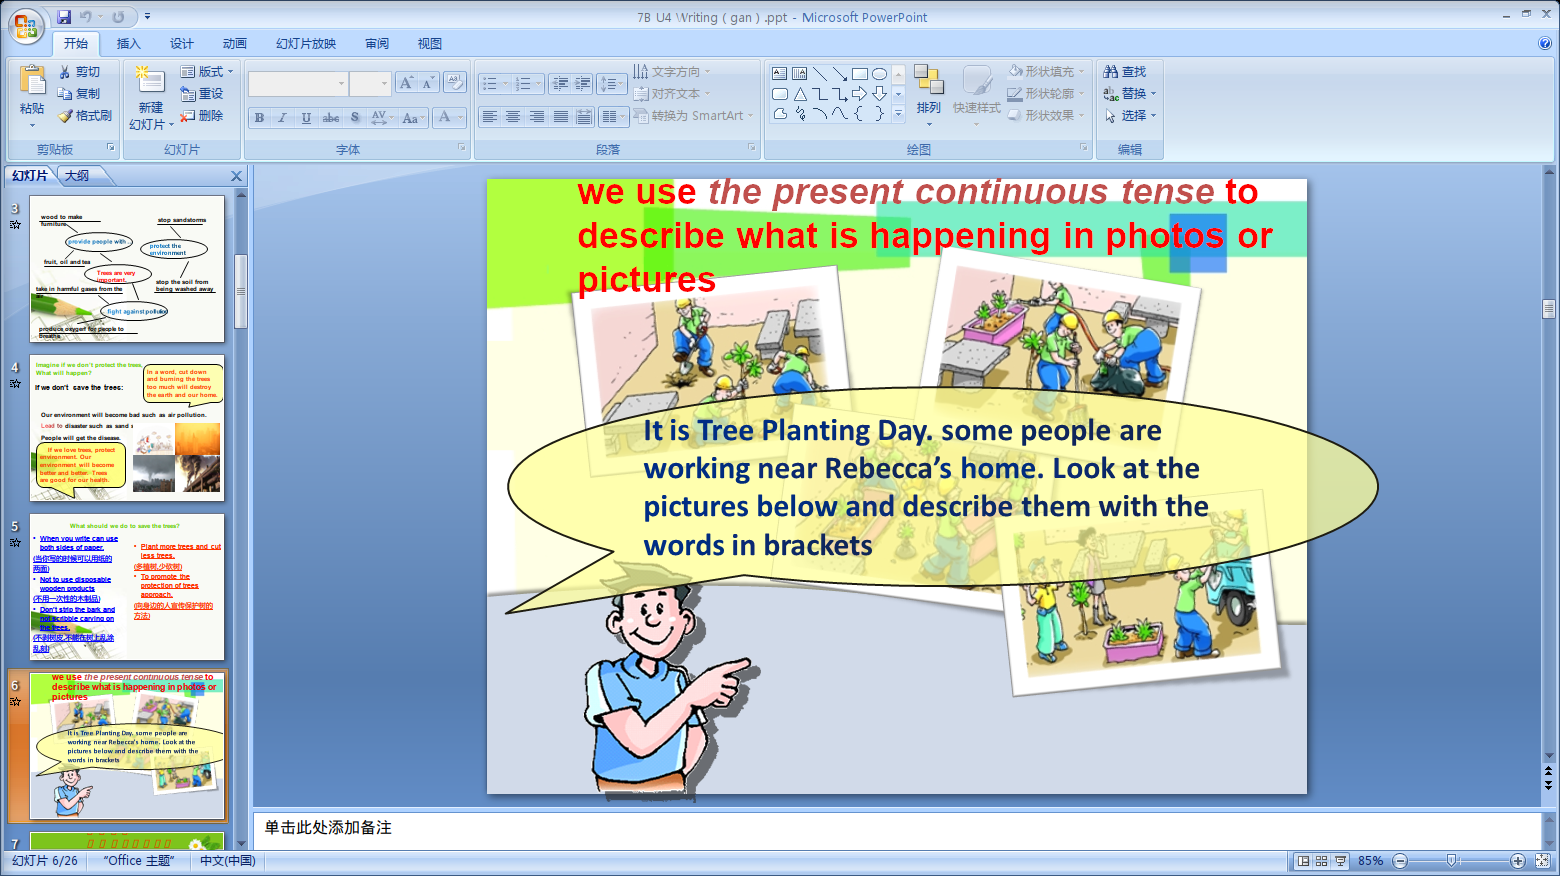 7B U4 Writing ( gan ) .ppt - Microsoft PowerPoint
开始 插入 设计 动画 幻灯片放映 审阅 视图
粘贴
剪切
复制
格式刷
剪贴板
新建
幻灯片
版式
重设
删除
幻灯片
B I U abc S AV Aa A
字体
文字方向
对齐文本
转换为 SmartArt
段落
排列
快速样式
形状填充
形状轮廓
形状效果
绘图
查找
替换
选择
编辑
幻灯片 大纲
3
wood to make
furniture
stop sandstorms
provide people with
protect the
environment
fruit, oil and tea
Trees are very
important.
take in harmful gases from the
air
stop the soil from
being washed away
fight against pollution
produce oxygen for people to
breathe
4
Imagine if we don't protect the trees,
What will happen?
If we don't save the trees:
In a word, cut down
and burning the trees
too much will destroy
the earth and our home.
Our environment will become bad such as air pollution.
Lead to disaster such as sand s
People will get the disease.
If we love trees, protect
environment. Our
environment will become
better and better. Trees
are good for our health.
5
What should we do to save the trees?
• When you write can use
both sides of paper.
(当你写的时候可以用纸的
两面)
• Not to use disposable
wooden products
(不用一次性的木制品)
• Don't strip the bark and
not scribble carving on
the trees.
(不剥树皮,不能在树上乱涂
乱刻)
• Plant more trees and cut
less trees.
(多植树,少砍树)
• To promote the
protection of trees
approach.
(向身边的人宣传保护树的
方法)
6
we use the present continuous tense to
describe what is happening in photos or
pictures
It is Tree Planting Day. some people are
working near Rebecca's home. Look at the
pictures below and describe them with the
words in brackets
7
we use the present continuous tense to
describe what is happening in photos or
pictures
It is Tree Planting Day. some people are
working near Rebecca’s home. Look at the
pictures below and describe them with the
words in brackets
单击此处添加备注
幻灯片 6/26 “Office 主题” 中文(中国) 85%